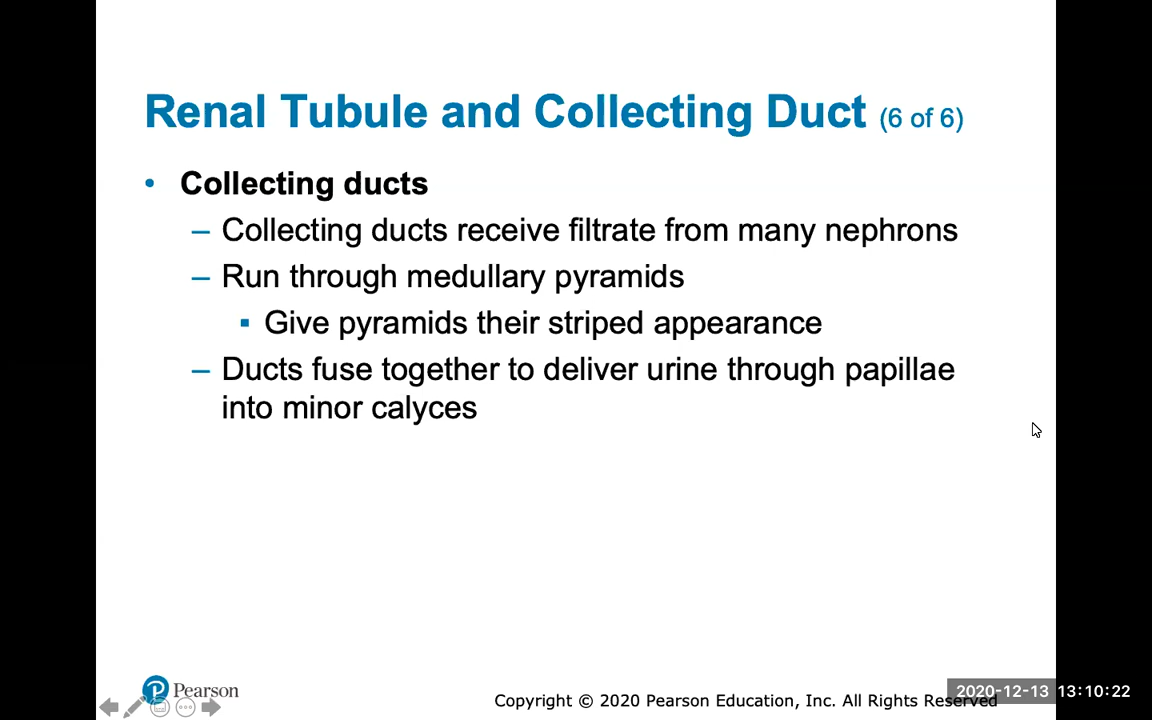 Renal Tubule and Collecting Duct (6 of 6)
• Collecting ducts
– Collecting ducts receive filtrate from many nephrons
– Run through medullary pyramids
▪ Give pyramids their striped appearance
– Ducts fuse together to deliver urine through papillae
into minor calyces
P Pearson
Copyright © 2020 Pearson Education, Inc. All Rights Reserved
2020-12-13 13:10:22